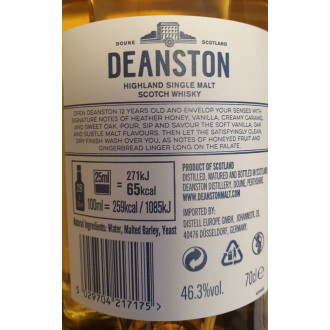 DOUNE SCOTLAND
DEANSTON
HIGHLAND SINGLE MALT
SCOTCH WHISKY
OPEN DEANSTON 12 YEARS OLD AND ENVELOP YOUR SENSES WITH
SIGNATURE NOTES OF HEATHER HONEY, VANILLA, CREAMY CARAMEL
AND SWEET OAK. POUR, SIP AND SAVOUR THE SOFT VANILLA, OAK
AND SUBTLE MALT FLAVOURS. THEN LET THE SATISFYINGLY CLEAN,
DRY FINISH WASH OVER YOU, AS NOTES OF HONEYED FRUIT AND
GINGERBREAD LINGER LONG ON THE PALATE.
28
25ml
271kJ
= 65kcal
100ml = 259kcal / 1085kJ
Natural Ingredients: Water, Malted Barley, Yeast
5 029704 217175
PRODUCT OF SCOTLAND
DISTILLED, MATURED AND BOTTLED IN SCOTLAND
DEANSTON DISTILLERY, DOUNE, PERTHSHIRE
WWW.DEANSTONMALT.COM
IMPORTED BY:
DISTELL EUROPE GMBH, JOHANNSTR. 
40476 DÜSSELDORF, GERMANY
46.3%vol. 70cl e